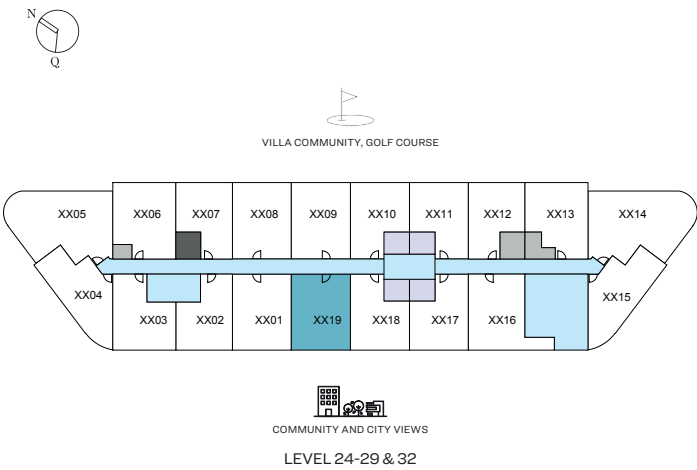 N
Q
VILLA COMMUNITY, GOLF COURSE
XX05 XX06 XX07 XX08 XX09 XX10 XX11 XX12 XX13 XX14
XX04 XX15
XX03 XX02 XX01 XX19 XX18 XX17 XX16
COMMUNITY AND CITY VIEWS
LEVEL 24-29 & 32